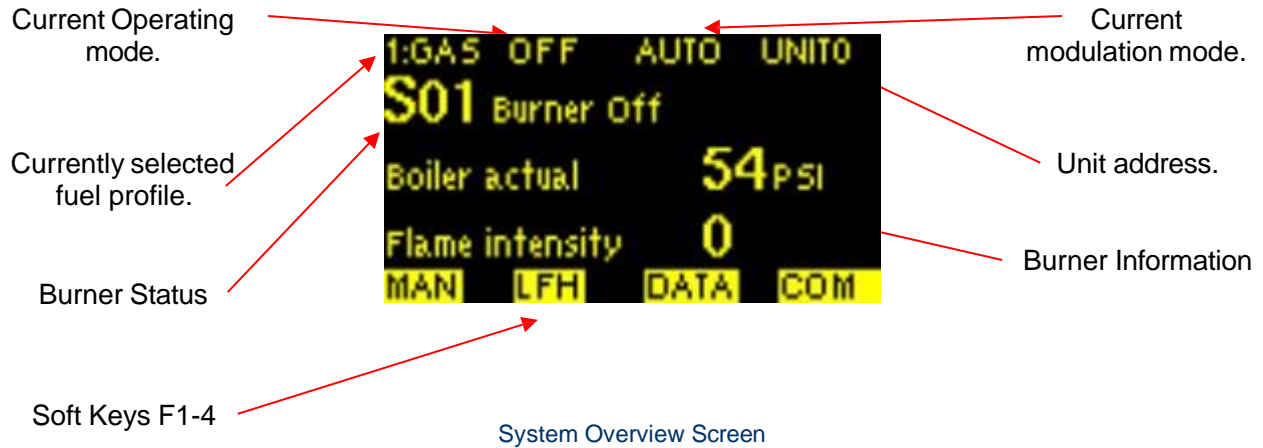 Current Operating
mode.
Current
modulation mode.
1:GAS OFF AUTO UNIT0
S01 Burner Off
Currently selected
fuel profile.
Boiler actual 54 PSI
Unit address.
Flame intensity 0
Burner Information
Burner Status
MAN LFH DATA COM
Soft Keys F1-4
System Overview Screen